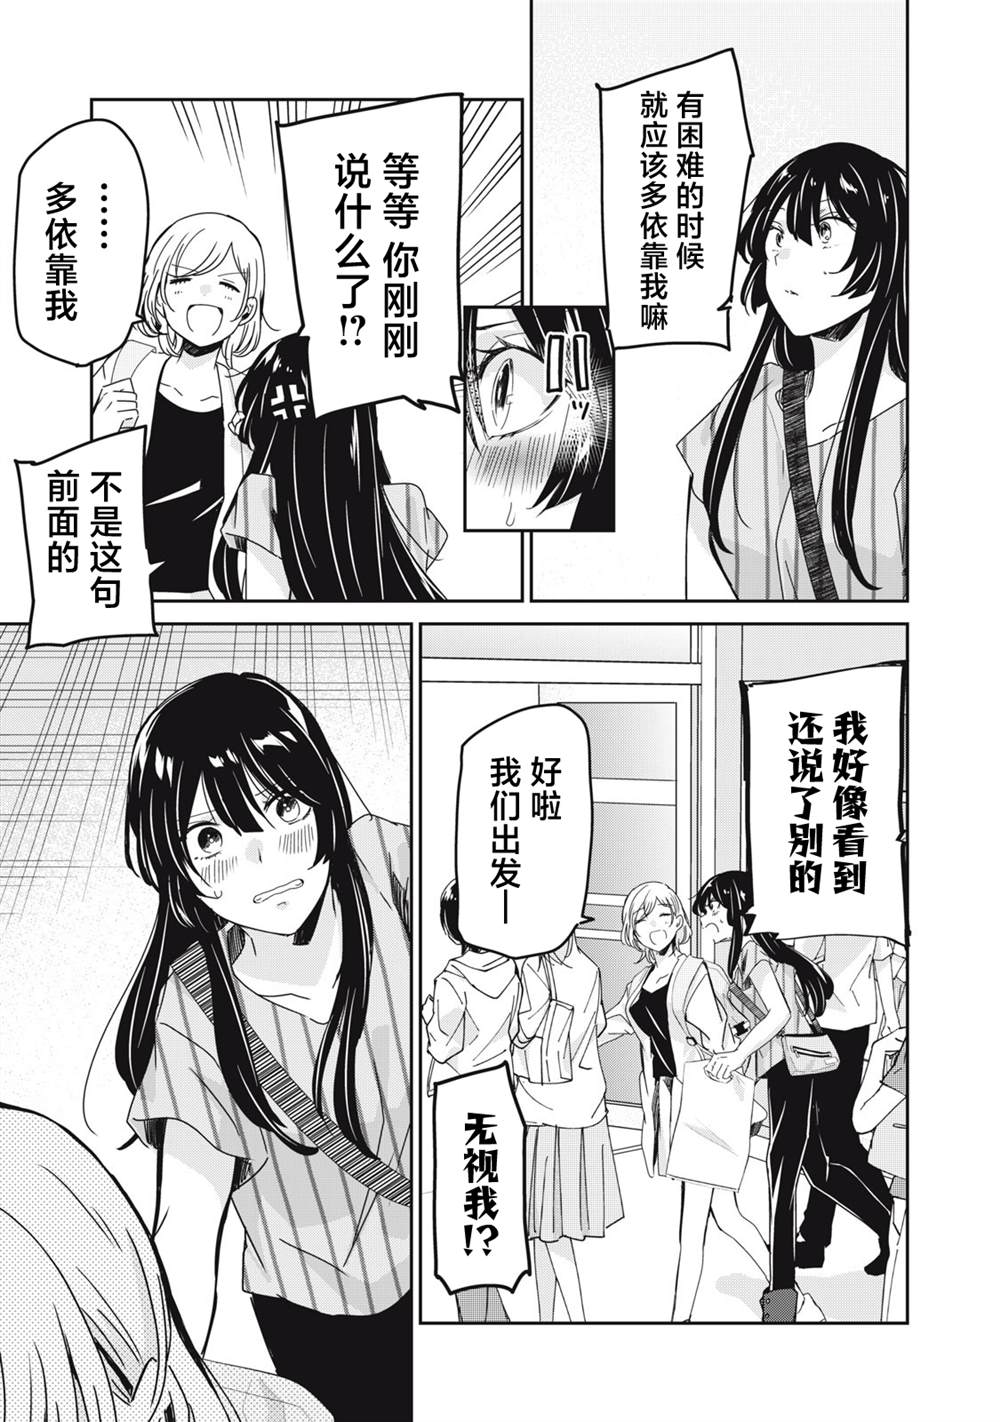 有困难的时候
就应该多依靠我嘛
等等 你刚刚
说什么了!?
……
多依靠我
不是这句
前面的
我好像看到
还说了别的
好啦
我们出发—
无视我!?